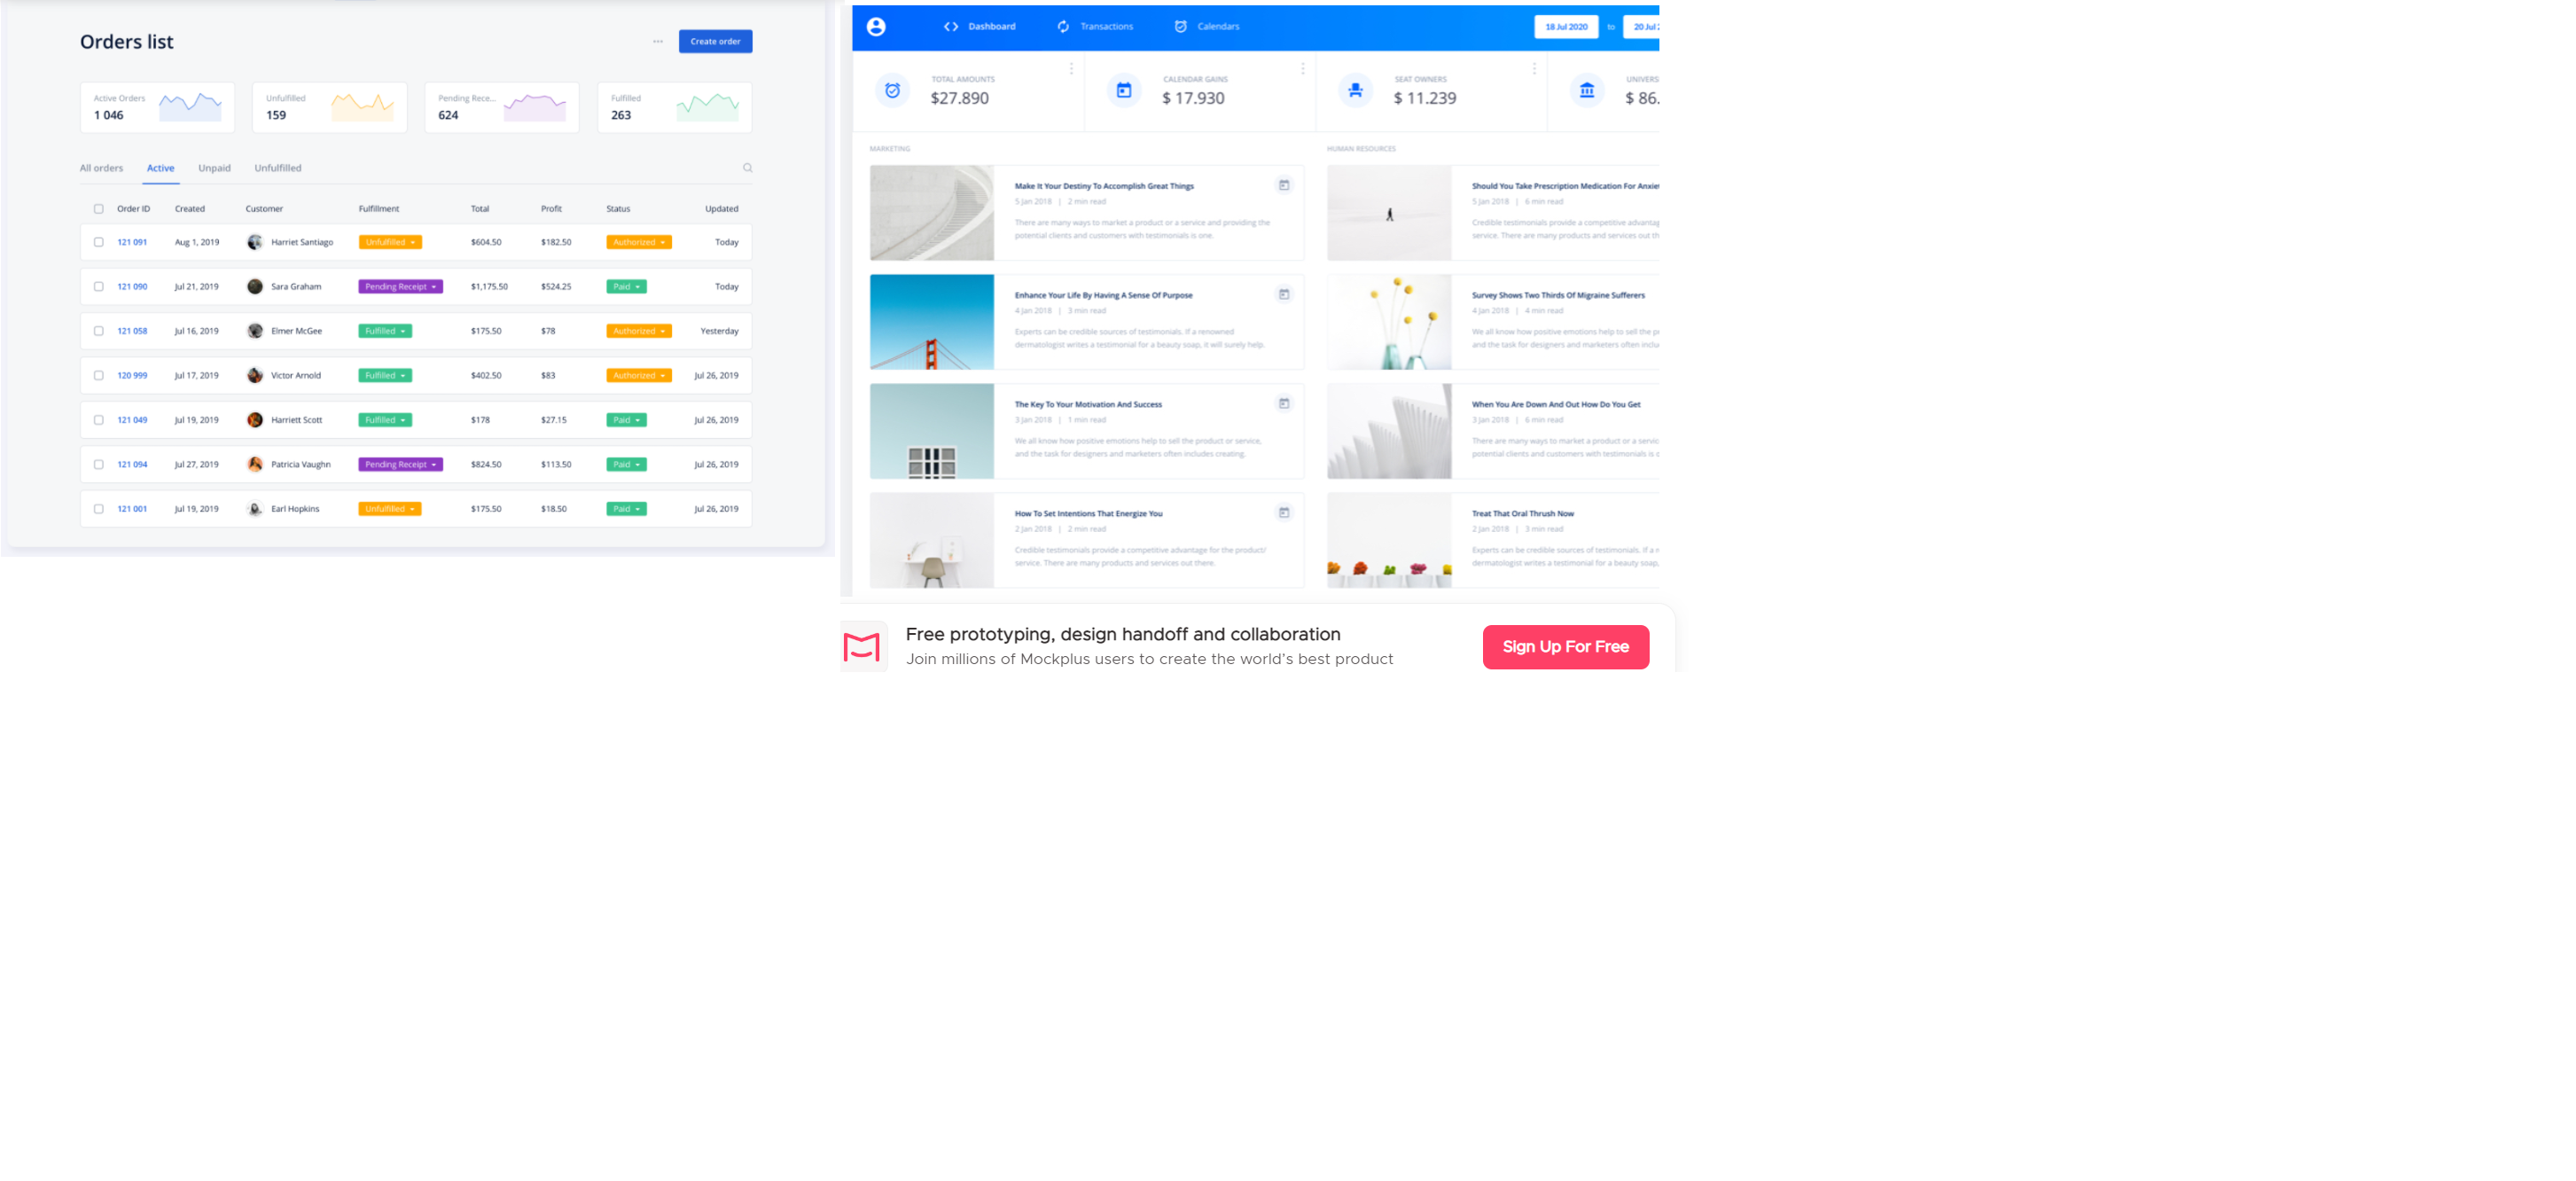 Orders list
Create order
Active Orders
1 046
Unfulfilled
159
Pending Rece...
624
Fulfilled
263
All orders Active Unpaid Unfulfilled
Order ID Created Customer Fulfillment Total Profit Status Updated
121 091 Aug 1, 2019 Harriet Santiago Unfulfilled $604.50 $182.50 Authorized Today
121 090 Jul 21, 2019 Sara Graham Pending Receipt $1,175.50 $524.25 Paid Today
121 058 Jul 16, 2019 Elmer McGee Fulfilled $175.50 $78 Authorized Yesterday
120 999 Jul 17, 2019 Victor Arnold Fulfilled $402.50 $83 Authorized Jul 26, 2019
121 049 Jul 19, 2019 Harriett Scott Fulfilled $178 $27.15 Paid Jul 26, 2019
121 094 Jul 27, 2019 Patricia Vaughn Pending Receipt $824.50 $113.50 Paid Jul 26, 2019
121 001 Jul 19, 2019 Earl Hopkins Unfulfilled $175.50 $18.50 Paid Jul 26, 2019
Dashboard Transactions Calendars 18 Jul 2020 to 20 Jul
TOTAL AMOUNTS
$27.890
CALENDAR GAINS
$ 17.930
SEAT OWNERS
$ 11.239
UNIVERS
$ 86.
MARKETING
Make It Your Destiny To Accomplish Great Things
5 Jan 2018 | 2 min read
There are many ways to market a product or a service and providing the
potential clients and customers with testimonials is one.
Enhance Your Life By Having A Sense Of Purpose
4 Jan 2018 | 3 min read
Experts can be credible sources of testimonials. If a renowned
dermatologist writes a testimonial for a beauty soap, it will surely help.
The Key To Your Motivation And Success
3 Jan 2018 | 1 min read
We all know how positive emotions help to sell the product or service,
and the task for designers and marketers often includes creating.
How To Set Intentions That Energize You
2 Jan 2018 | 2 min read
Credible testimonials provide a competitive advantage for the product/
service. There are many products and services out there.
HUMAN RESOURCES
Should You Take Prescription Medication For Anxie
5 Jan 2018 | 6 min read
Credible testimonials provide a competitive advantag
service. There are many products and services out th
Survey Shows Two Thirds Of Migraine Sufferers
4 Jan 2018 | 4 min read
We all know how positive emotions help to sell the p
and the task for designers and marketers often inclu
When You Are Down And Out How Do You Get
3 Jan 2018 | 6 min read
There are many ways to market a product or a servic
potential clients and customers with testimonials is
Treat That Oral Thrush Now
2 Jan 2018 | 3 min read
Experts can be credible sources of testimonials. If a
dermatologist writes a testimonial for a beauty soap,
Free prototyping, design handoff and collaboration
Join millions of Mockplus users to create the world's best product
Sign Up For Free